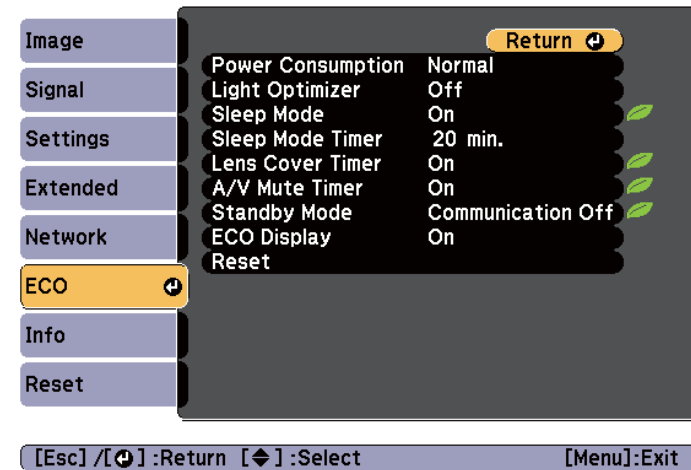 Image
Signal
Settings
Extended
Network
ECO
Info
Reset
Return
Power Consumption Normal
Light Optimizer Off
Sleep Mode On
Sleep Mode Timer 20 min.
Lens Cover Timer On
A/V Mute Timer On
Standby Mode Communication Off
ECO Display On
Reset
[Esc] /[⏎] :Return [◆] :Select [Menu]:Exit